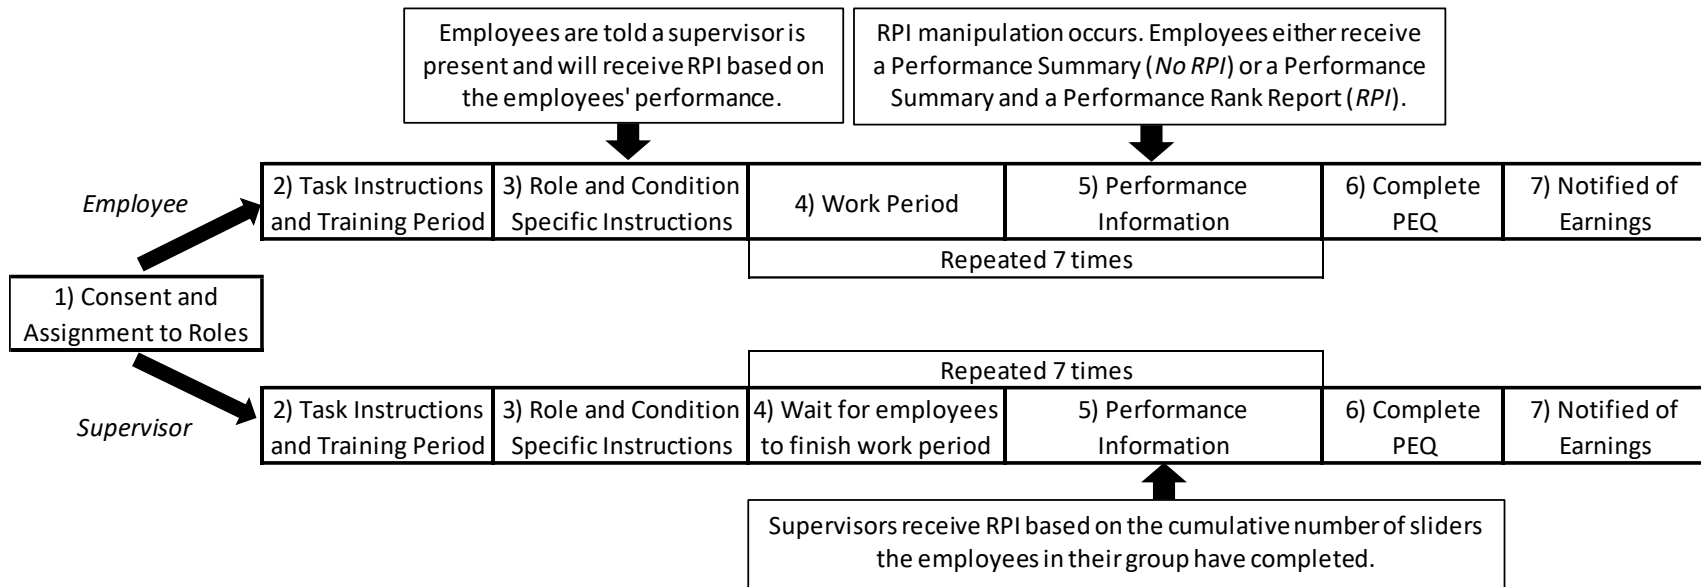 Employees are told a supervisor is
present and will receive RPI based on
the employees' performance.
RPI manipulation occurs. Employees either receive
a Performance Summary (No RPI) or a Performance
Summary and a Performance Rank Report (RPI).
Employee
2) Task Instructions
and Training Period
3) Role and Condition
Specific Instructions
4) Work Period
5) Performance
Information
6) Complete
PEQ
7) Notified of
Earnings
Repeated 7 times
1) Consent and
Assignment to Roles
Repeated 7 times
Supervisor
2) Task Instructions
and Training Period
3) Role and Condition
Specific Instructions
4) Wait for employees
to finish work period
5) Performance
Information
6) Complete
PEQ
7) Notified of
Earnings
Supervisors receive RPI based on the cumulative number of sliders
the employees in their group have completed.